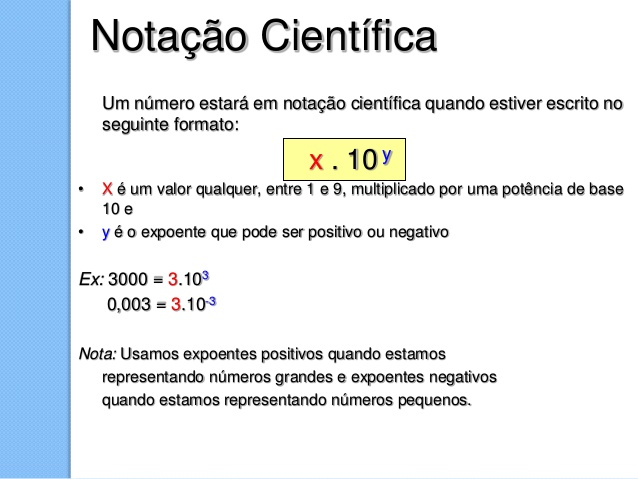 Notação Científica
Um número estará em notação científica quando estiver escrito no
seguinte formato:
x . 10 ʸ
• X é um valor qualquer, entre 1 e 9, multiplicado por uma potência de base
10 e
• y é o expoente que pode ser positivo ou negativo
Ex: 3000 = 3.10³
0,003 = 3.10⁻³
Nota: Usamos expoentes positivos quando estamos
representando números grandes e expoentes negativos
quando estamos representando números pequenos.